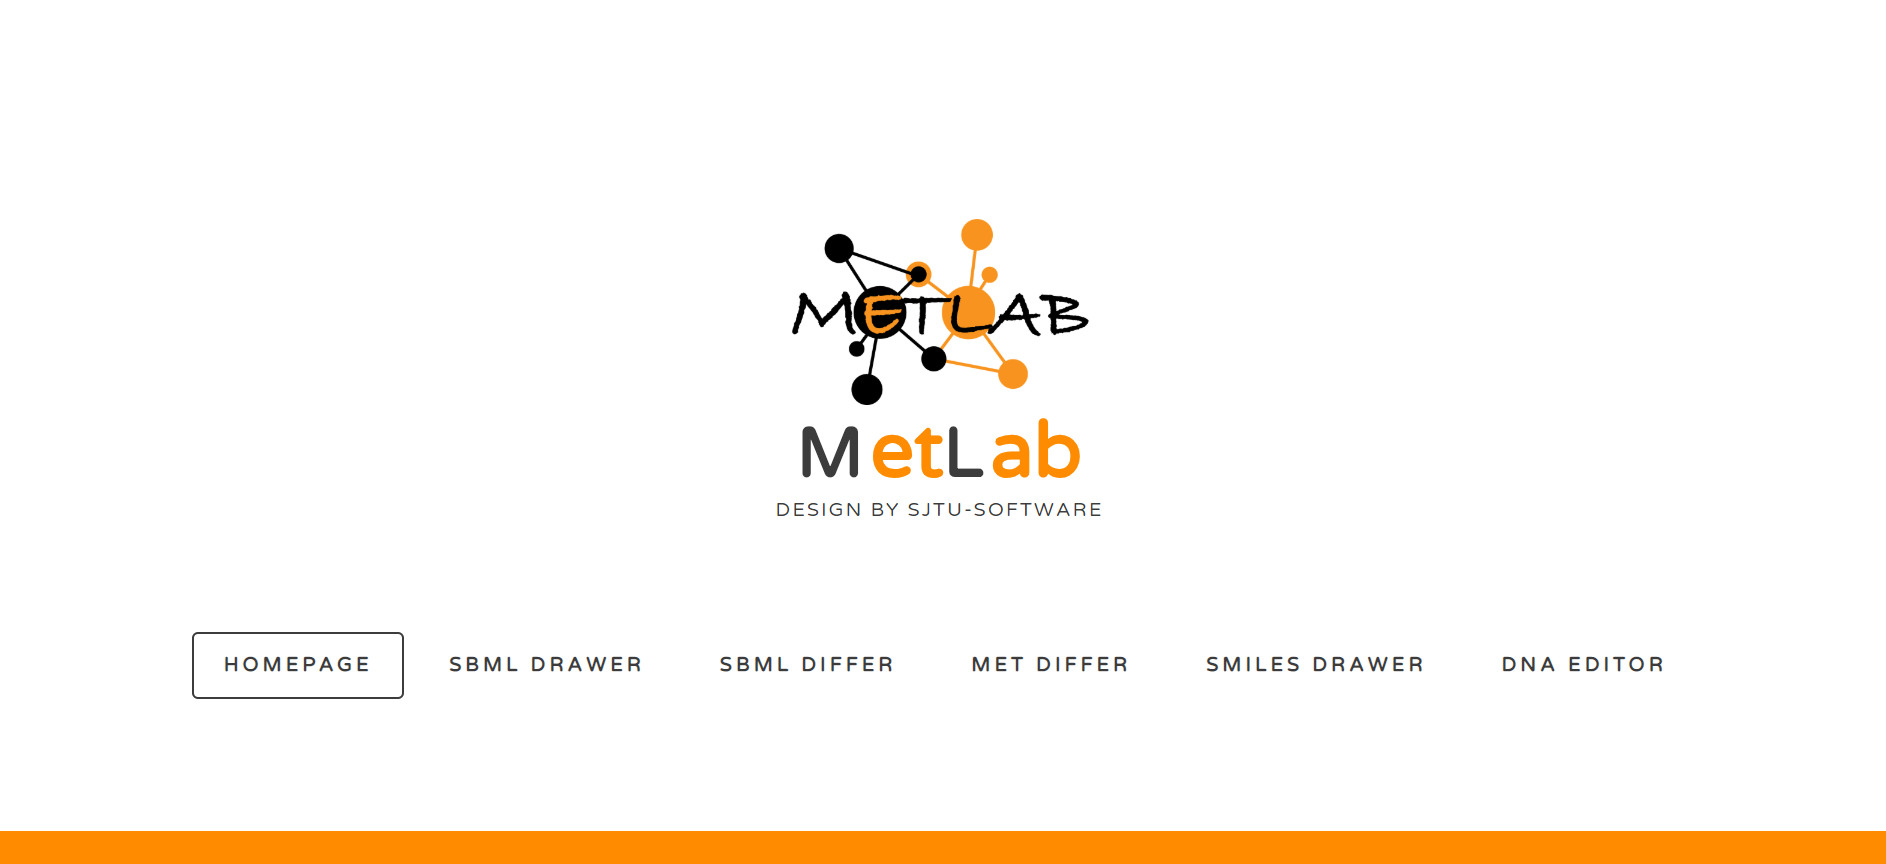 METLAB
MetLab
DESIGN BY SJTU-SOFTWARE
HOMEPAGE SBML DRAWER SBML DIFFER MET DIFFER SMILES DRAWER DNA EDITOR